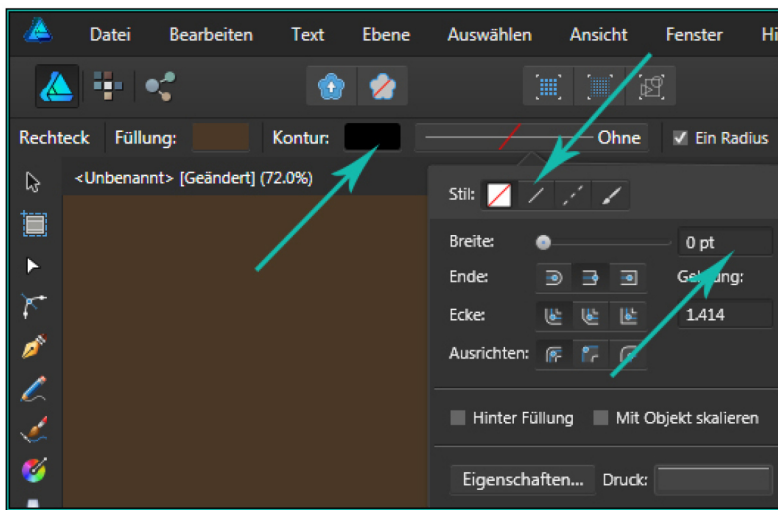 Datei Bearbeiten Text Ebene Auswählen Ansicht Fenster
Rechteck Füllung: Kontur: Ohne Ein Radius
<Unbenannt> [Geändert] (72.0%)
Stil:
Breite: 0 pt
Ende:
Ecke: 1.414
Ausrichten:
Hinter Füllung Mit Objekt skalieren
Eigenschaften... Druck: